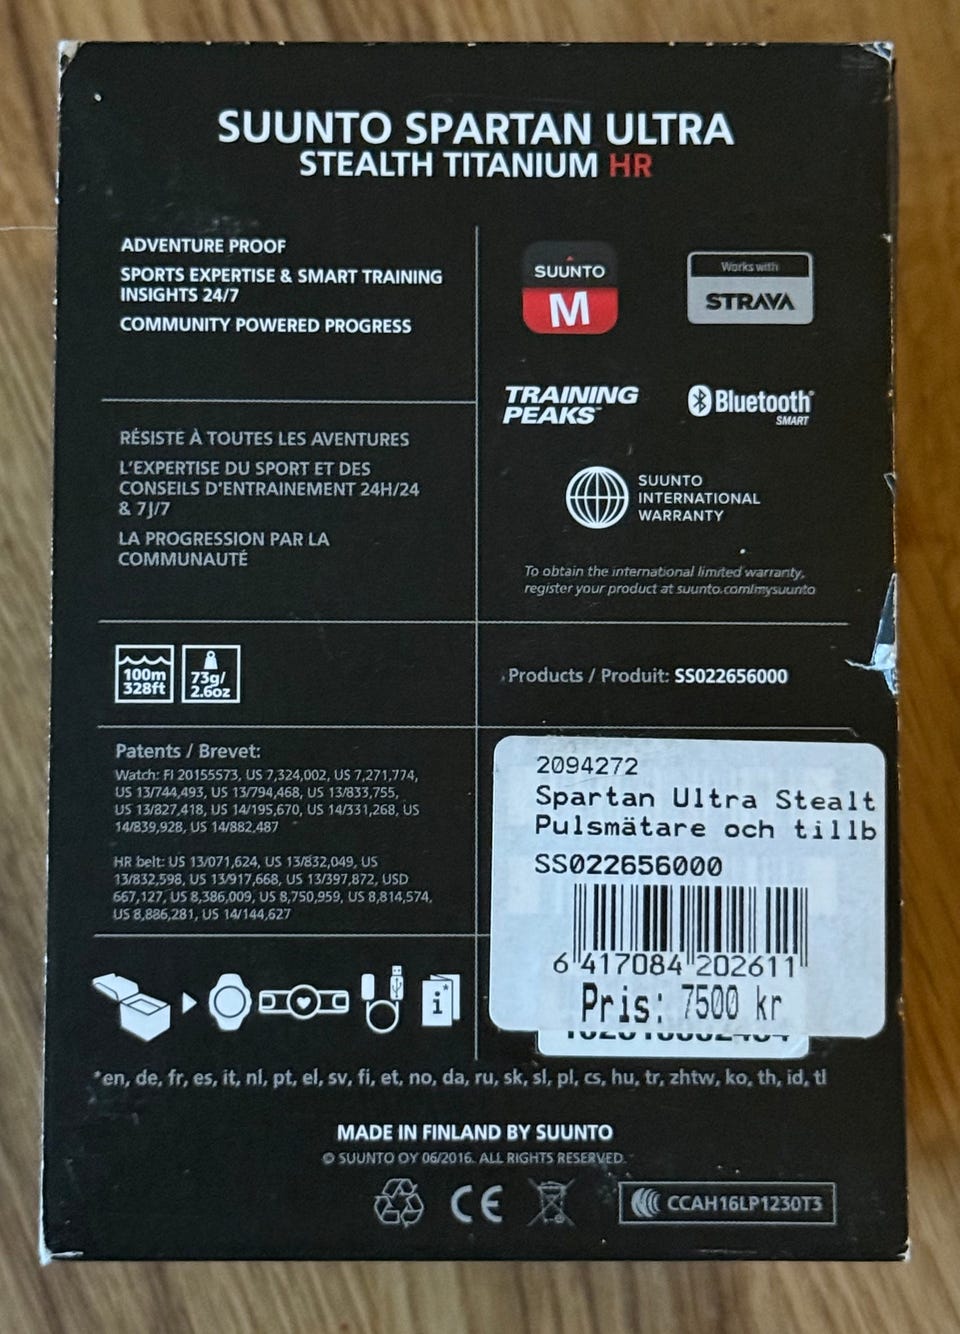 SUUNTO SPARTAN ULTRA
STEALTH TITANIUM HR
ADVENTURE PROOF
SPORTS EXPERTISE & SMART TRAINING
INSIGHTS 24/7
COMMUNITY POWERED PROGRESS
SUUNTO
M
Works with
STRAVA
TRAINING
PEAKS™
Bluetooth®
SMART
RÉSISTE À TOUTES LES AVENTURES
L'EXPERTISE DU SPORT ET DES
CONSEILS D'ENTRAINEMENT 24H/24
& 7J/7
LA PROGRESSION PAR LA
COMMUNAUTÉ
SUUNTO
INTERNATIONAL
WARRANTY
To obtain the international limited warranty,
register your product at suunto.com/mysuunto
100m
328ft
73g/
2.6oz
Products / Produit: SS022656000
Patents / Brevet:
Watch: FI 20155573, US 7,324,002, US 7,271,774,
US 13/744,493, US 13/794,468, US 13/833,755,
US 13/827,418, US 14/195,670, US 14/331,268, US
14/839,928, US 14/882,487
HR belt: US 13/071,624, US 13/832,049, US
13/832,598, US 13/917,668, US 13/397,872, USD
667,127, US 8,386,009, US 8,750,959, US 8,814,574,
US 8,886,281, US 14/144,627
2094272
Spartan Ultra Stealt
Pulsmätare och tillb
SS022656000
6 417084 202611
Pris: 7500 kr
i*
*en, de, fr, es, it, nl, pt, el, sv, fi, et, no, da, ru, sk, sl, pl, cs, hu, tr, zhtw, ko, th, id, tl
MADE IN FINLAND BY SUUNTO
© SUUNTO OY 06/2016. ALL RIGHTS RESERVED.
CE
CCAH16LP1230T3